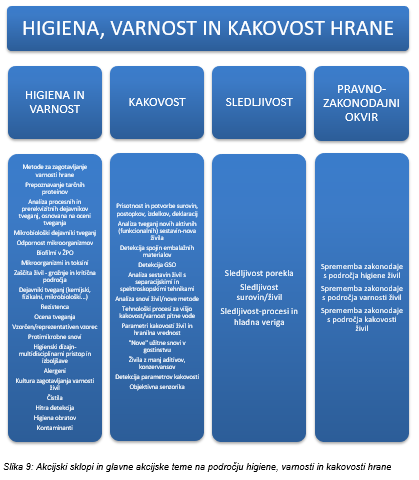 HIGIENA, VARNOST IN KAKOVOST HRANE
HIGIENA IN
VARNOST
Metode za zagotavljanje
varnosti hrane
Prepoznavanje tarčnih
proteinov
Analiza procesnih in
prerekvizitnih dejavnikov
tveganj, osnovane na oceni
tveganja
Mikrobiološki dejavniki tveganj
Odpornost mikroorganizmov
Biofilmi v ŽPO
Mikroorganizmi in toksini
Zaščita živil - grožnje in kritična
področja
Dejavniki tveganj (kemijski,
fizikalni, mikrobiološki...)
Rezistenca
Ocena tveganja
Vzorčen/reprezentativen vzorec
Protimikrobne snovi
Higienski dizajn-
multidisciplinarni pristop in
izboljšave
Alergeni
Kultura zagotavljanja varnosti
živil
Čistila
Hitra detekcija
Higiena obratov
Kontaminanti
KAKOVOST
Pristnost in potvorbe surovin,
postopkov, izdelkov, deklaracij
Analiza tveganj novih aktivnih
(funkcionalnih) sestavin-nova
živila
Detekcija spojin embalažnih
materialov
Detekcija GSO
Analiza sestavin živil s
separacijskimi in
spektroskopskimi tehnikami
Analiza snovi živil/nove metode
Tehnološki procesi za višjo
kakovost/varnost pitne vode
Parametri kakovosti živil in
hranilna vrednost
"Nove" užitne snovi v
gostinstvu
Živila z manj aditivov,
konzervansov
Detekcija parametrov kakovosti
Objektivna senzorika
SLEDLJIVOST
Sledljivost porekla
Sledljivost
surovin/živil
Sledljivost-procesi in
hladna veriga
PRAVNO-
ZAKONODAJNI
OKVIR
Sprememba zakonodaje
s področja higiene živil
Sprememba zakonodaje
s področja varnosti živil
Sprememba zakonodaje
s področja kakovosti
živil
Slika 9: Akcijski sklopi in glavne akcijske teme na področju higiene, varnosti in kakovosti hrane